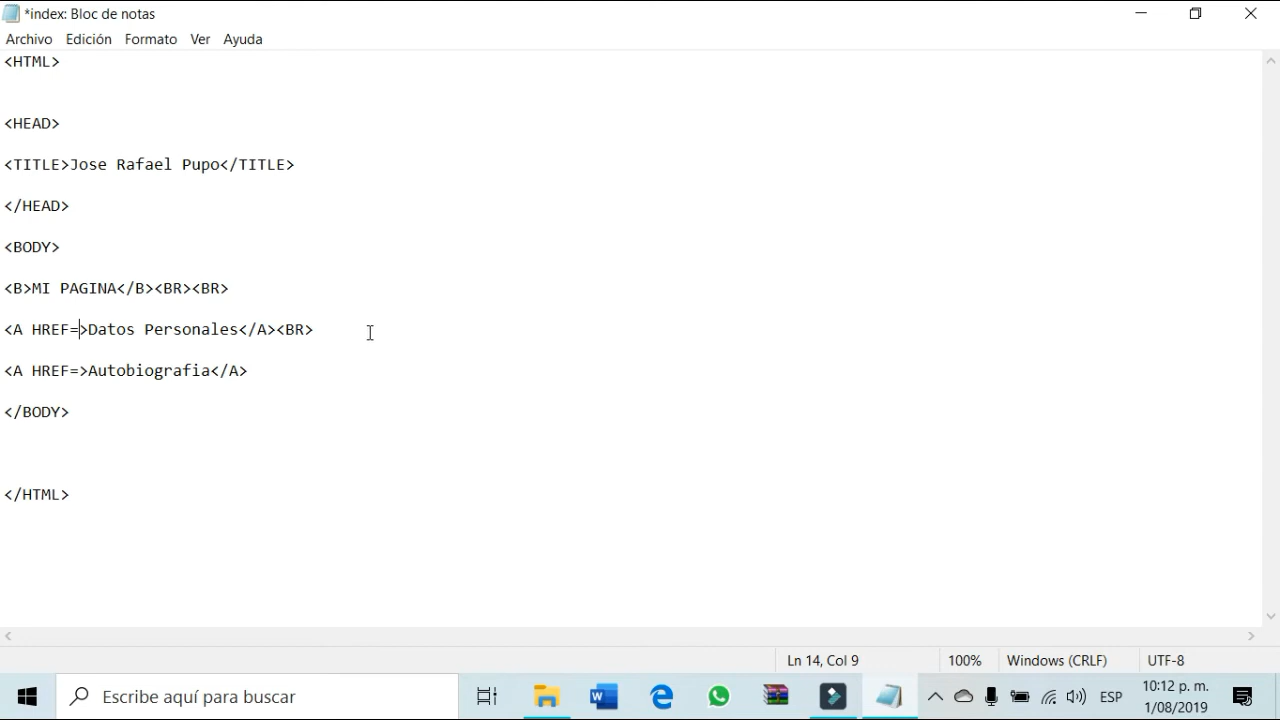 *index: Bloc de notas
Archivo Edición Formato Ver Ayuda
<HTML>
<HEAD>
<TITLE>Jose Rafael Pupo</TITLE>
</HEAD>
<BODY>
<B>MI PAGINA</B><BR><BR>
<A HREF=>Datos Personales</A><BR>
<A HREF=>Autobiografia</A>
</BODY>
</HTML>
Ln 14, Col 9 100% Windows (CRLF) UTF-8
Escribe aquí para buscar
ESP
10:12 p. m.
1/08/2019